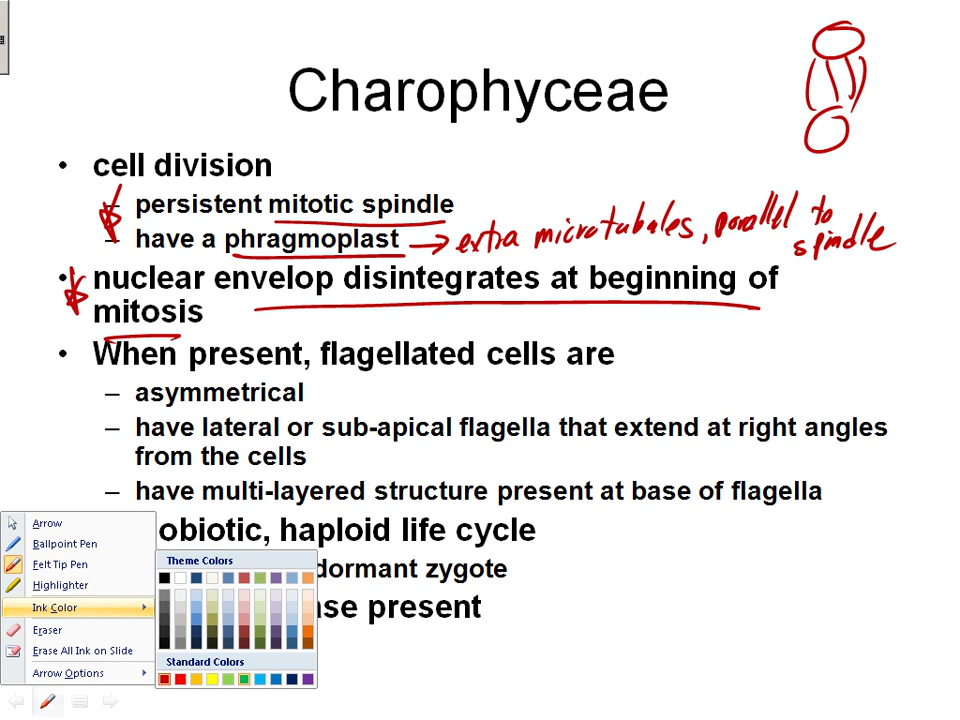 Charophyceae
• cell division
– persistent mitotic spindle
– have a phragmoplast → extra microtubules, parallel to spindle
• nuclear envelop disintegrates at beginning of
mitosis
• When present, flagellated cells are
– asymmetrical
– have lateral or sub-apical flagella that extend at right angles
from the cells
– have multi-layered structure present at base of flagella
obiotic, haploid life cycle
dormant zygote
ase present
Arrow
Ballpoint Pen
Felt Tip Pen
Highlighter
Ink Color
Eraser
Erase All Ink on Slide
Arrow Options
Theme Colors
Standard Colors